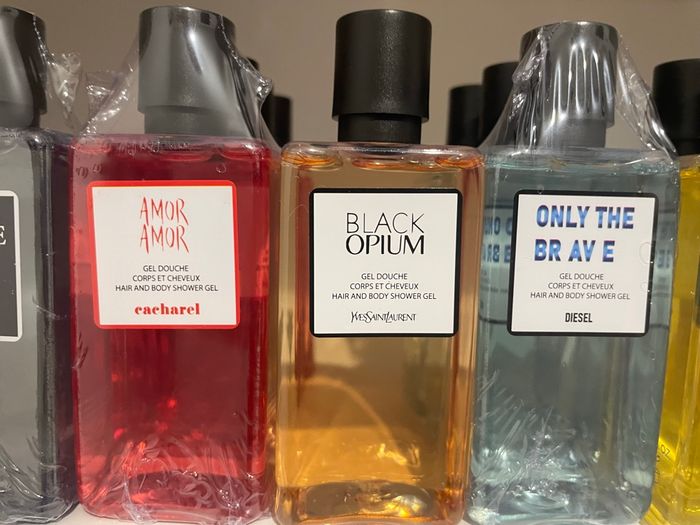 AMOR
AMOR
GEL DOUCHE
CORPS ET CHEVEUX
HAIR AND BODY SHOWER GEL
cacharel
BLACK
OPIUM
GEL DOUCHE
CORPS ET CHEVEUX
HAIR AND BODY SHOWER GEL
YVESSAINTLAURENT
ONLY THE
BR AV E
GEL DOUCHE
CORPS ET CHEVEUX
HAIR AND BODY SHOWER GEL
DIESEL